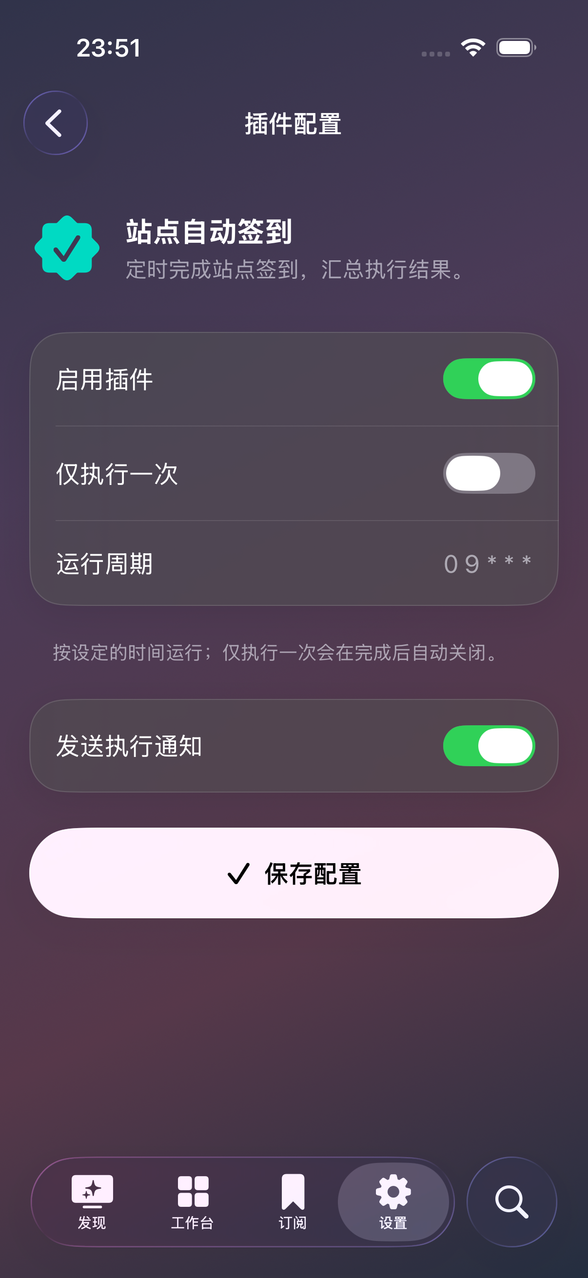 23:51
插件配置
站点自动签到
定时完成站点签到，汇总执行结果。
启用插件
仅执行一次
运行周期
0 9 * * *
按设定的时间运行；仅执行一次会在完成后自动关闭。
发送执行通知
保存配置
发现
工作台
订阅
设置